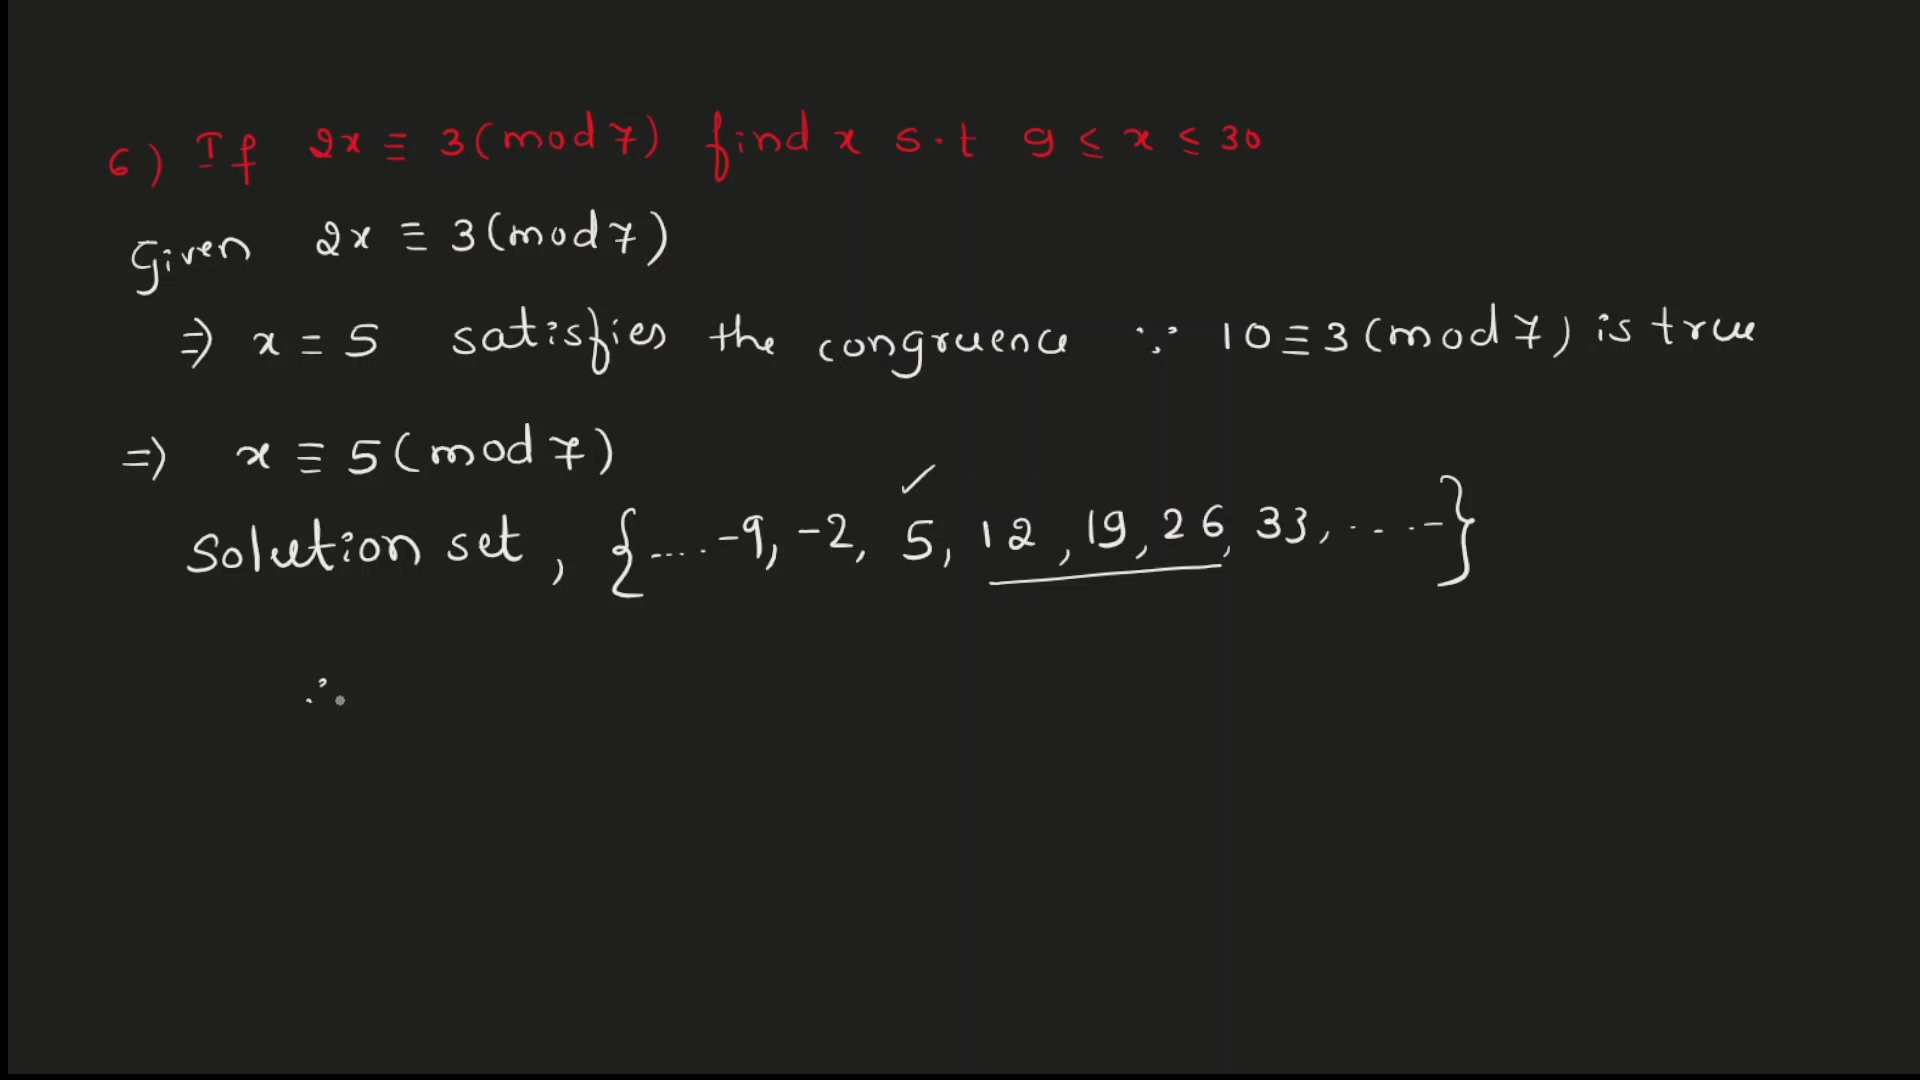 6) If 2x ≡ 3(mod 7) find x s.t 9 ≤ x ≤ 30
Given 2x ≡ 3(mod 7)
⇒ x = 5 satisfies the congruence ∵ 10 ≡ 3 (mod 7) is true
⇒ x ≡ 5(mod 7)
Solution set, {.... -9, -2, 5, 12, 19, 26, 33, ....-}
∴